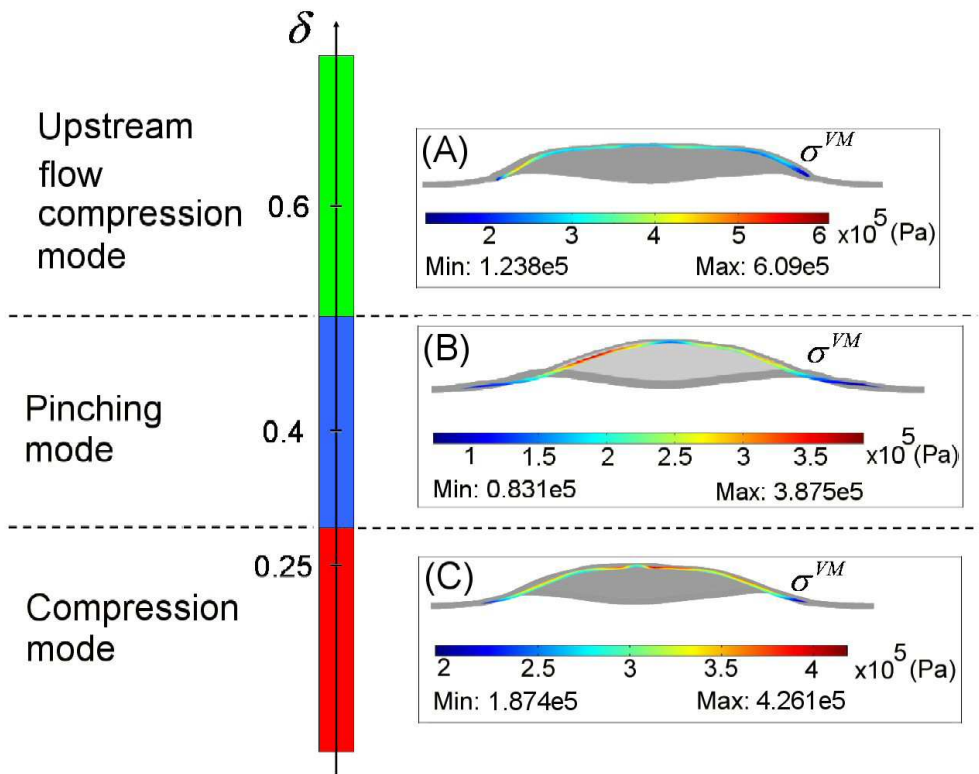 δ
Upstream
flow
compression
mode
0.6
Pinching
mode
0.4
Compression
mode
0.25
(A)
σ^VM
2 3 4 5 6 x10^5 (Pa)
Min: 1.238e5 Max: 6.09e5
(B)
σ^VM
1 1.5 2 2.5 3 3.5 x10^5 (Pa)
Min: 0.831e5 Max: 3.875e5
(C)
σ^VM
2 2.5 3 3.5 4 x10^5 (Pa)
Min: 1.874e5 Max: 4.261e5